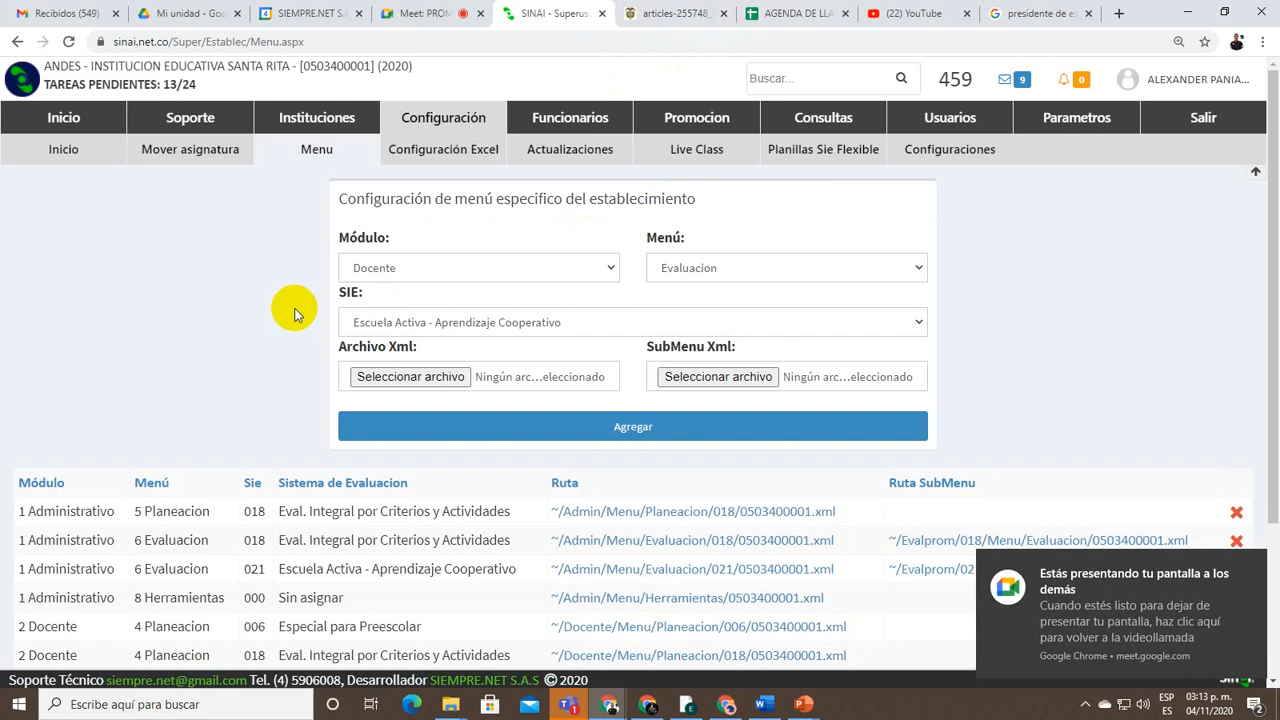 Recibidos (549)
Mi unidad - Goo
SIEMPRE.NET S.A
Meet: PROM
SINAI - Superus
articles-255348_
AGENDA DE LLA
(22) YouTube
presidente de es
sinai.net.co/Super/Establec/Menu.aspx
ANDES - INSTITUCION EDUCATIVA SANTA RITA - [0503400001] (2020)
TAREAS PENDIENTES: 13/24
Buscar...
459
9
0
ALEXANDER PANIA...
Inicio Soporte Instituciones Configuración Funcionarios Promocion Consultas Usuarios Parametros Salir
Inicio Mover asignatura Menu Configuración Excel Actualizaciones Live Class Planillas Sie Flexible Configuraciones
Configuración de menú especifico del establecimiento
Módulo: Menú:
Docente Evaluacion
SIE:
Escuela Activa - Aprendizaje Cooperativo
Archivo Xml: SubMenu Xml:
Seleccionar archivo Ningún arc...eleccionado Seleccionar archivo Ningún arc...eleccionado
Agregar
Módulo Menú Sie Sistema de Evaluacion Ruta Ruta SubMenu
1 Administrativo 5 Planeacion 018 Eval. Integral por Criterios y Actividades ~/Admin/Menu/Planeacion/018/0503400001.xml
1 Administrativo 6 Evaluacion 018 Eval. Integral por Criterios y Actividades ~/Admin/Menu/Evaluacion/018/0503400001.xml ~/Evalprom/018/Menu/Evaluacion/0503400001.xml
1 Administrativo 6 Evaluacion 021 Escuela Activa - Aprendizaje Cooperativo ~/Admin/Menu/Evaluacion/021/0503400001.xml ~/Evalprom/02
1 Administrativo 8 Herramientas 000 Sin asignar ~/Admin/Menu/Herramientas/0503400001.xml
2 Docente 4 Planeacion 006 Especial para Preescolar ~/Docente/Menu/Planeacion/006/0503400001.xml
2 Docente 4 Planeacion 018 Eval. Integral por Criterios y Actividades ~/Docente/Menu/Planeacion/018/0503400001.xml
Estás presentando tu pantalla a los
demás
Cuando estés listo para dejar de
presentar tu pantalla, haz clic aquí
para volver a la videollamada
Google Chrome • meet.google.com
Soporte Técnico siempre.net@gmail.com Tel. (4) 5906008, Desarrollador SIEMPRE.NET S.A.S © 2020
Escribe aquí para buscar
ESP
ES
03:13 p. m.
04/11/2020
2